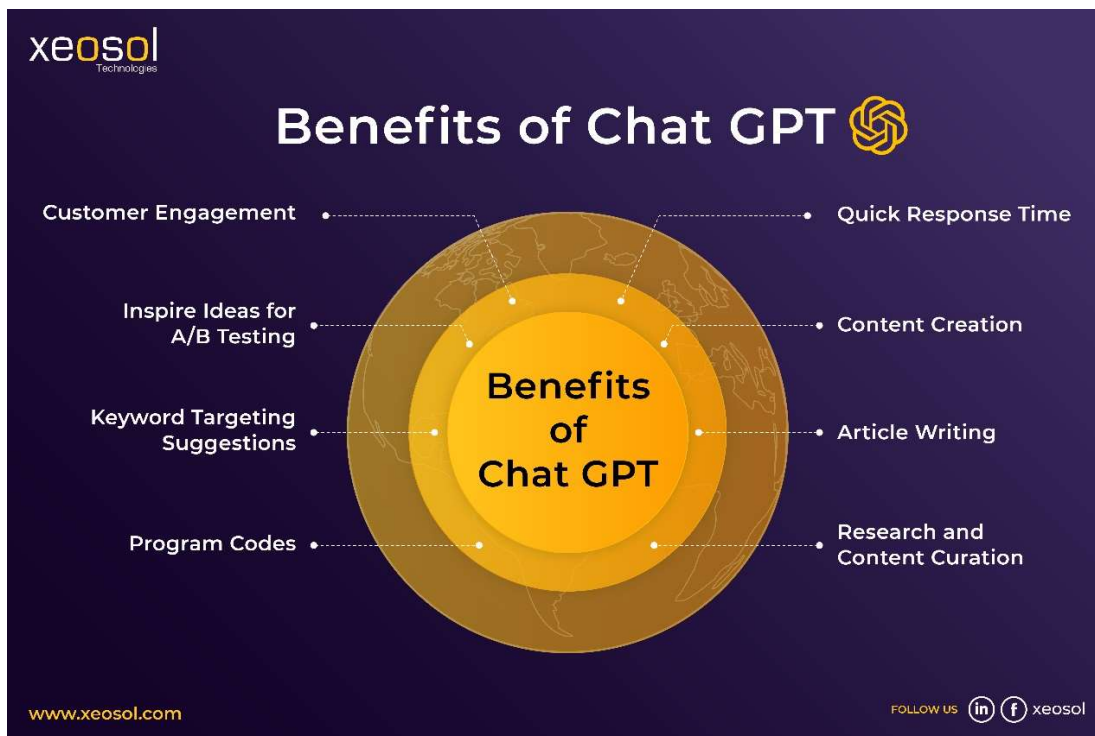 xeosol
Technologies
Benefits of Chat GPT
Customer Engagement
Inspire Ideas for
A/B Testing
Keyword Targeting
Suggestions
Program Codes
Benefits
of
Chat GPT
Quick Response Time
Content Creation
Article Writing
Research and
Content Curation
www.xeosol.com
FOLLOW US in f xeosol